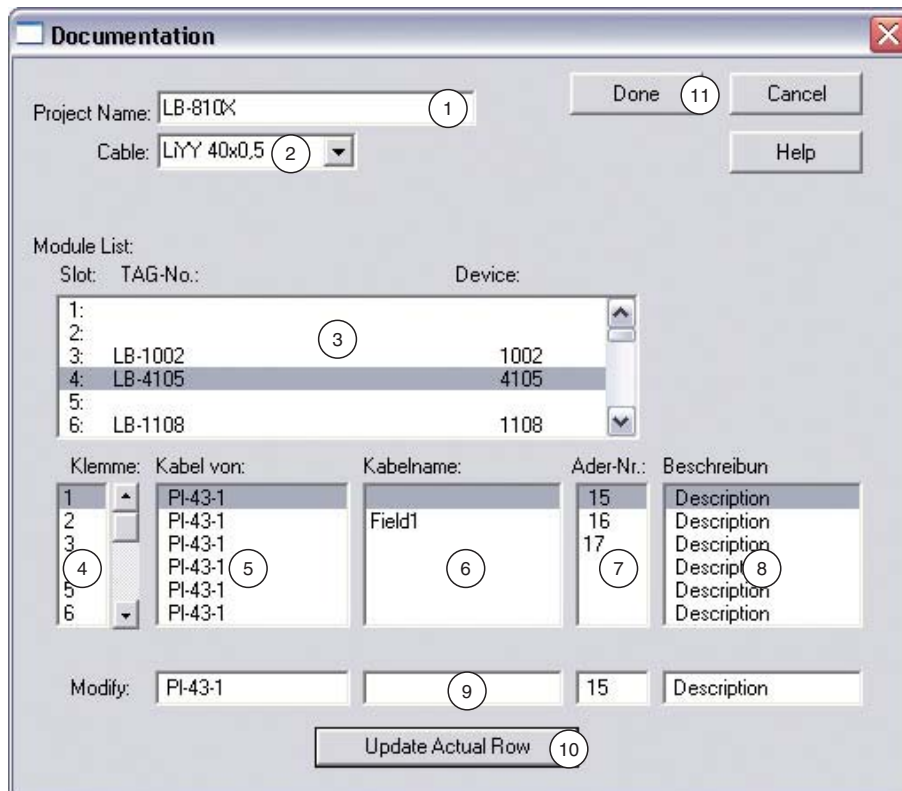 Documentation
Project Name: LB-810X 1
Done 11 Cancel
Cable: LiYY 40x0,5 2
Help
Module List:
Slot: TAG-No.: Device:
1:
2:
3
3: LB-1002 1002
4: LB-4105 4105
5:
6: LB-1108 1108
Klemme: Kabel von: Kabelname: Ader-Nr.: Beschreibun
1 PI-43-1 15 Description
2 PI-43-1 Field1 16 Description
3 PI-43-1 17 Description
4 PI-43-1 5 6 7 8
5 PI-43-1 Description
6 PI-43-1 Description
Modify: PI-43-1 9 15 Description
Update Actual Row 10